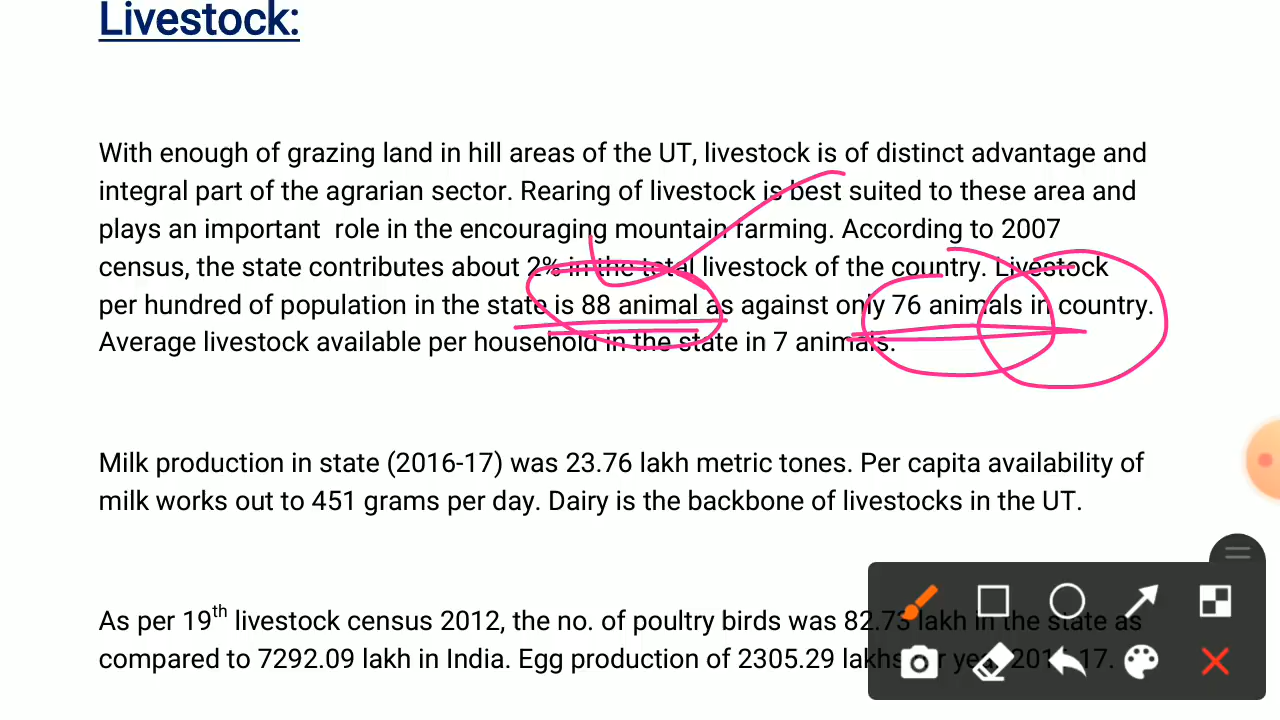 Livestock:
With enough of grazing land in hill areas of the UT, livestock is of distinct advantage and
integral part of the agrarian sector. Rearing of livestock is best suited to these area and
plays an important role in the encouraging mountain farming. According to 2007
census, the state contributes about 2% in the total livestock of the country. Livestock
per hundred of population in the state is 88 animal as against only 76 animals in country.
Average livestock available per household in the state in 7 animals.
Milk production in state (2016-17) was 23.76 lakh metric tones. Per capita availability of
milk works out to 451 grams per day. Dairy is the backbone of livestocks in the UT.
As per 19th livestock census 2012, the no. of poultry birds was 82.73 lakh in the state as
compared to 7292.09 lakh in India. Egg production of 2305.29 lakhs